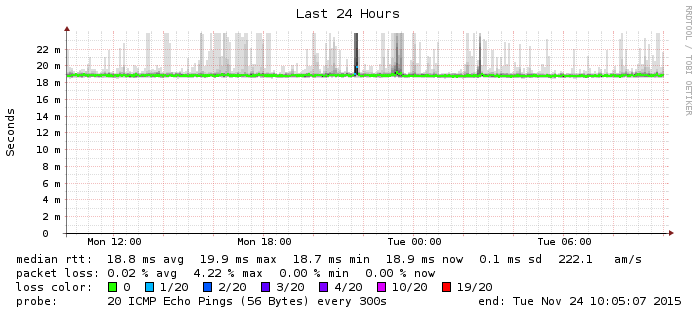 Last 24 Hours
RRDTOOL / TOBI OETIKER
Seconds
22 m
20 m
18 m
16 m
14 m
12 m
10 m
8 m
6 m
4 m
2 m
0
Mon 12:00 Mon 18:00 Tue 00:00 Tue 06:00
median rtt: 18.8 ms avg 19.9 ms max 18.7 ms min 18.9 ms now 0.1 ms sd 222.1 am/s
packet loss: 0.02 % avg 4.22 % max 0.00 % min 0.00 % now
loss color: 0 1/20 2/20 3/20 4/20 10/20 19/20
probe: 20 ICMP Echo Pings (56 Bytes) every 300s end: Tue Nov 24 10:05:07 2015